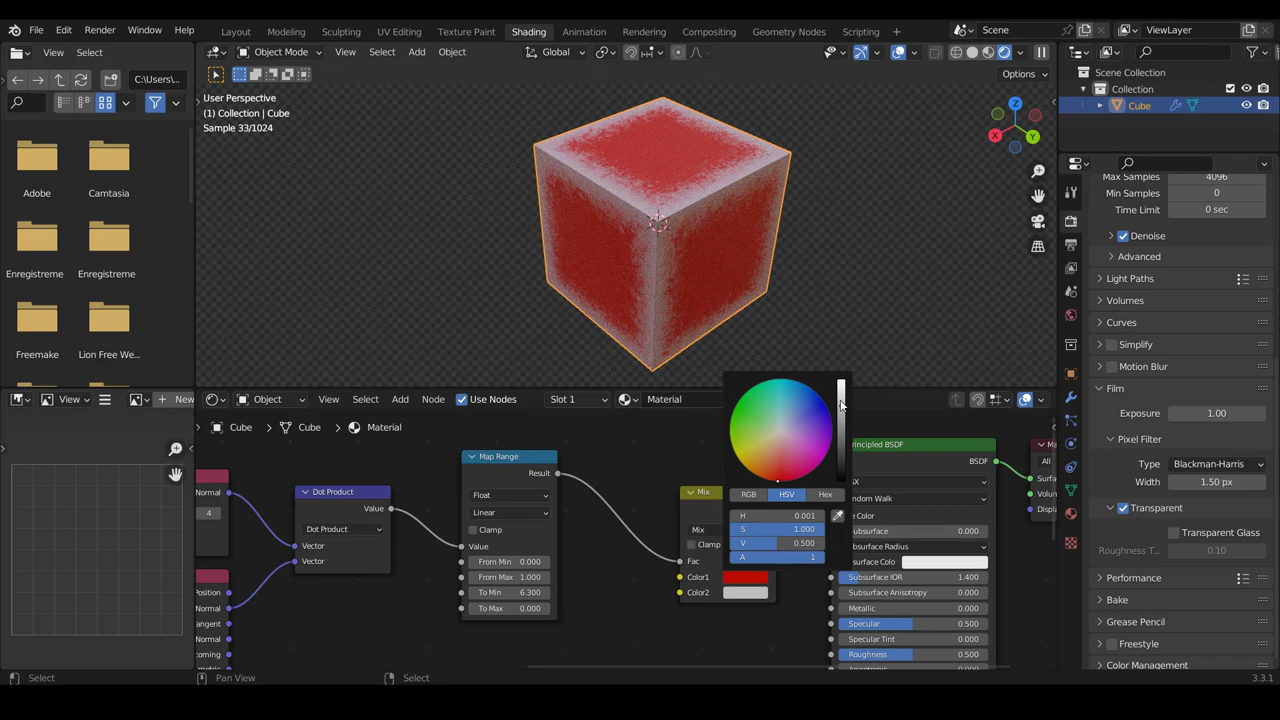 File Edit Render Window Help Layout Modeling Sculpting UV Editing Texture Paint Shading Animation Rendering Compositing Geometry Nodes Scripting + Scene ViewLayer
View Select Object Mode View Select Add Object Global
C:\Users\... Options
User Perspective
(1) Collection | Cube
Sample 33/1024
Z
X Y
Adobe Camtasia
Enregistreme Enregistreme
Freemake Lion Free We...
Scene Collection
Collection
Cube
Max Samples 4096
Min Samples 0
Time Limit 0 sec
Denoise
Advanced
Light Paths
Volumes
Curves
Simplify
Motion Blur
Film
Exposure 1.00
Pixel Filter
Type Blackman-Harris
Width 1.50 px
Transparent
Transparent Glass
Roughness T... 0.10
Performance
Bake
Grease Pencil
Freestyle
Color Management
View + New Object View Select Add Node Use Nodes Slot 1 Material
Cube > Cube > Material
Normal
4
Position
Normal
Dot Product
Value
Dot Product
Vector
Vector
Map Range
Result
Float
Linear
Clamp
Value
From Min 0.000
From Max 1.000
To Min 6.300
To Max 0.000
Mix
Mix
Clamp
Fac
Color1
Color2
RGB HSV Hex
H 0.001
S 1.000
V 0.500
A 1
BSDF
Subsurface 0.000
Subsurface IOR 1.400
Subsurface Anisotropy 0.000
Metallic 0.000
Specular 0.500
Specular Tint 0.000
Roughness 0.500
Select Pan View Select 3.3.1